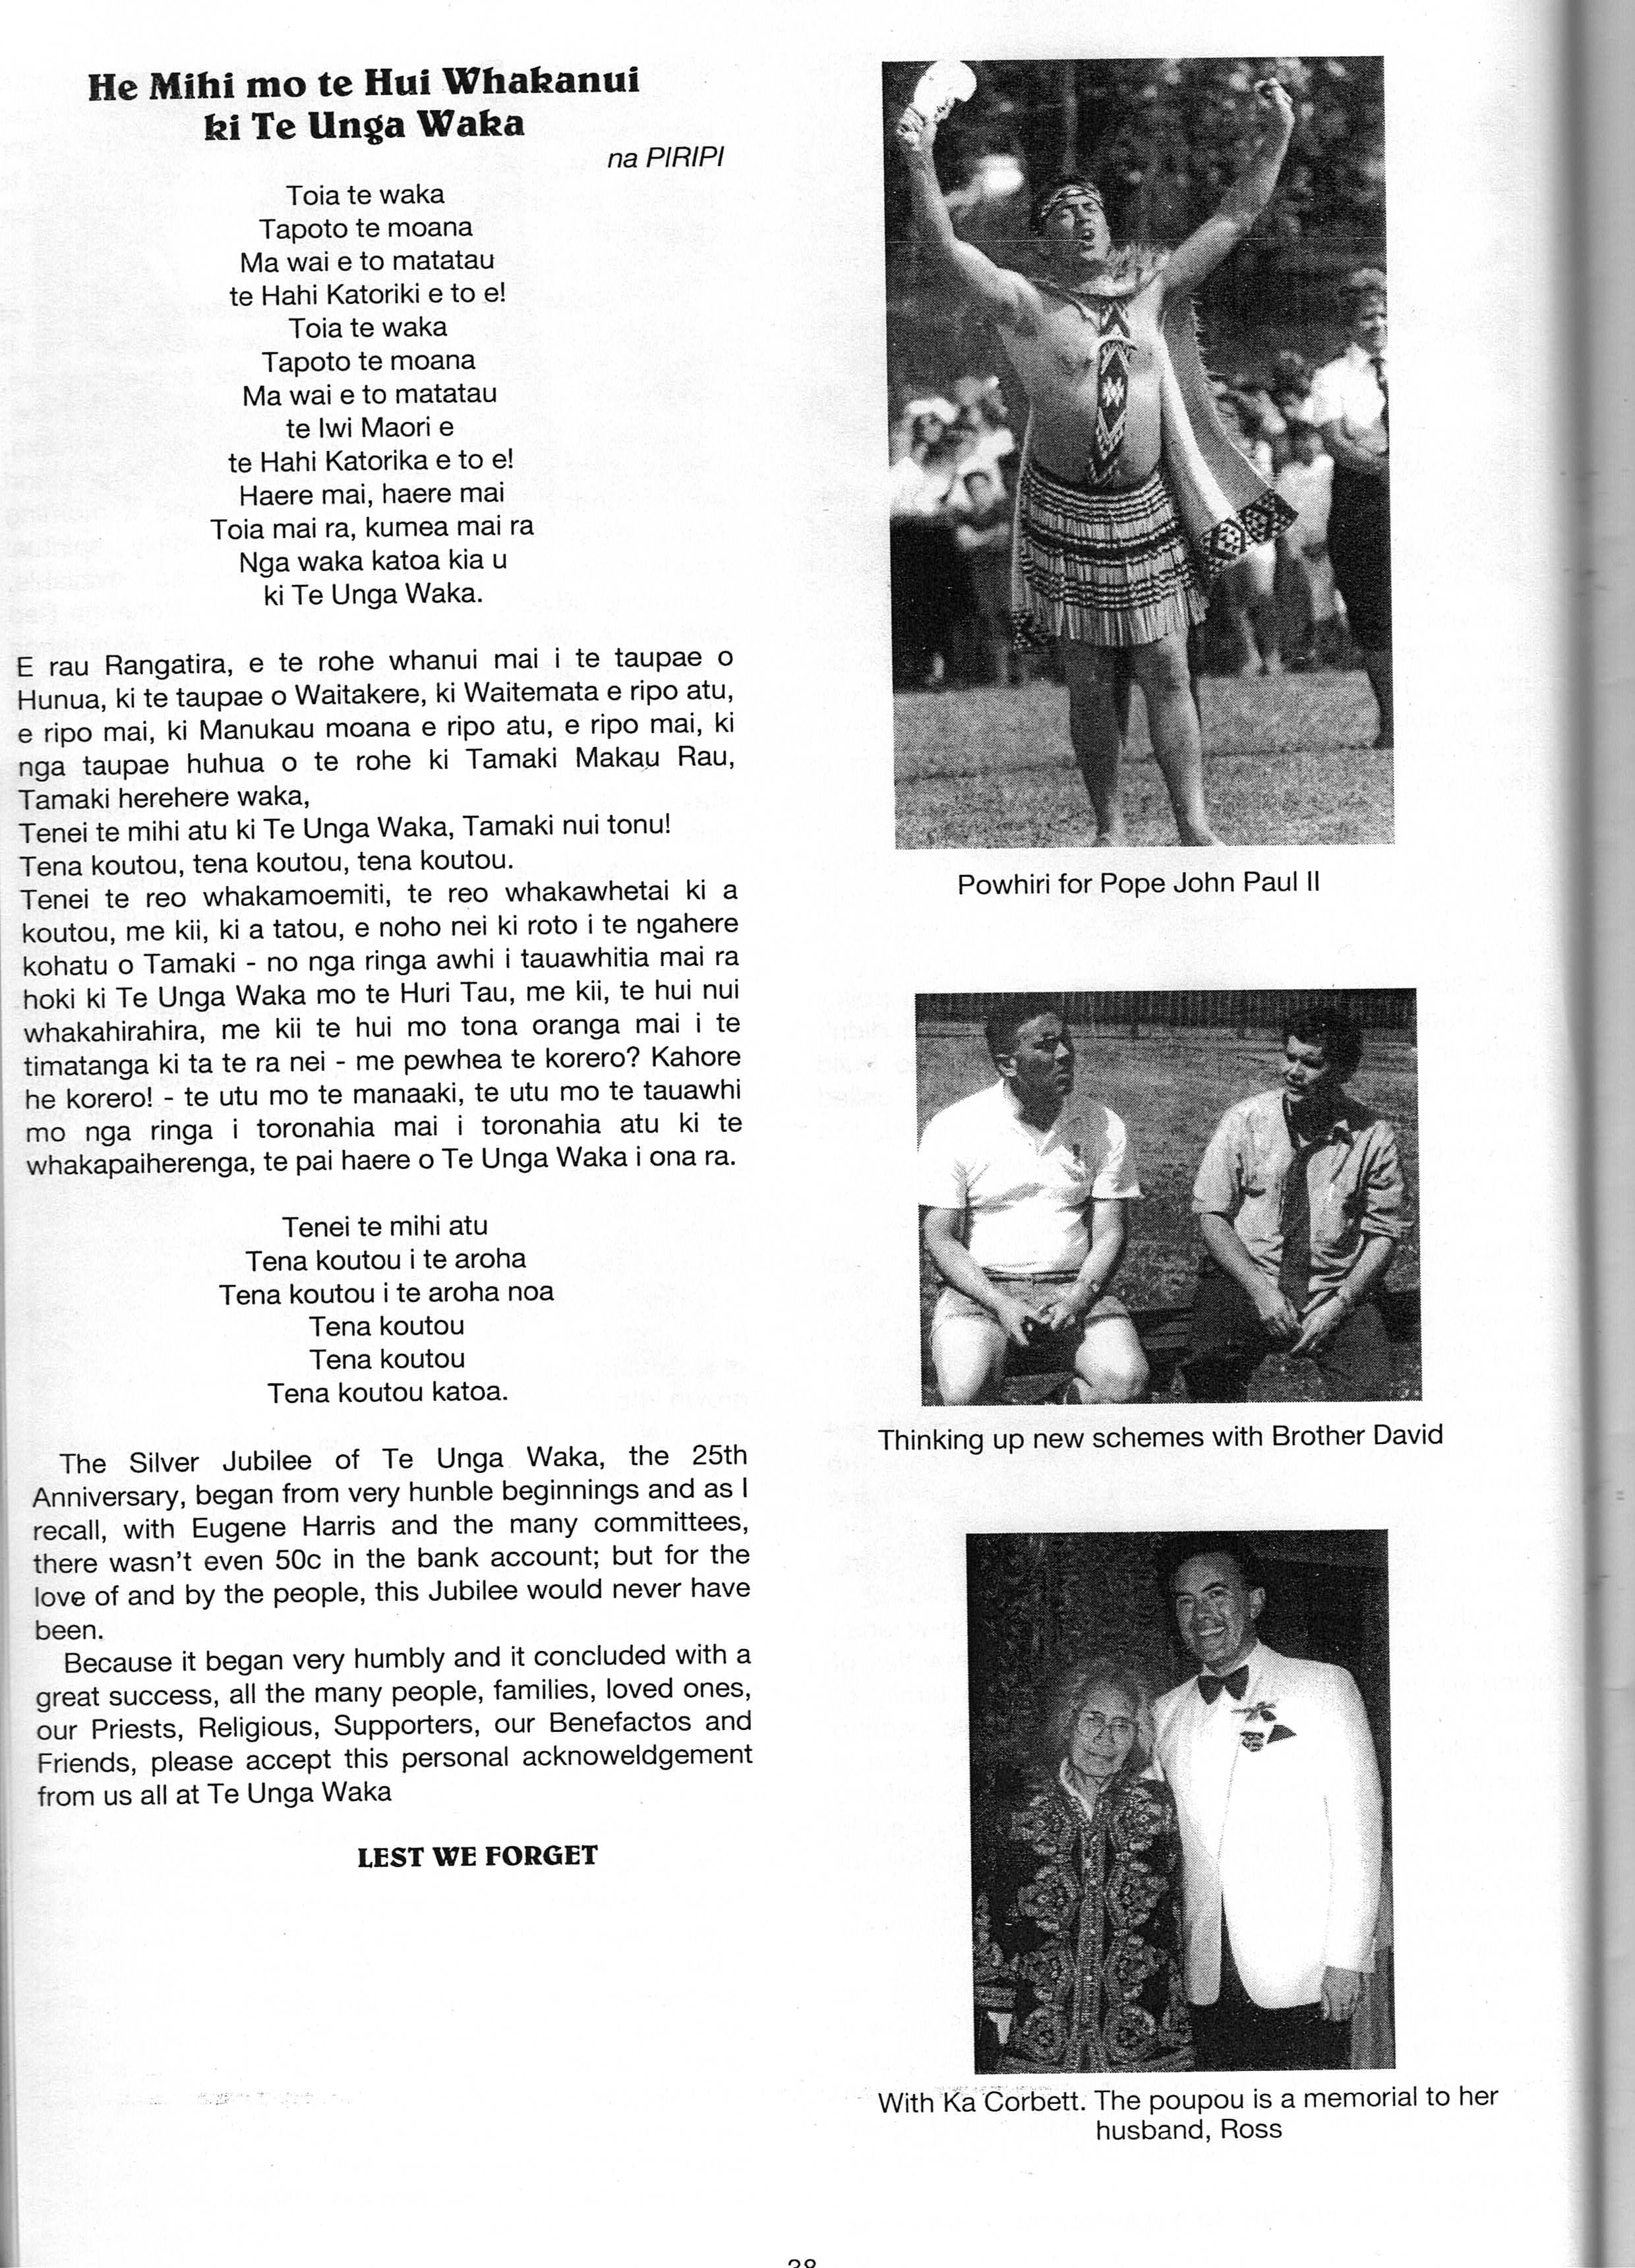 He Mihi mo te Hui Whakanui
ki Te Unga Waka
na PIRIPI
Toia te waka
Tapoto te moana
Ma wai e to matatau
te Hahi Katoriki e to e!
Toia te waka
Tapoto te moana
Ma wai e to matatau
te Iwi Maori e
te Hahi Katorika e to e!
Haere mai, haere mai
Toia mai ra, kumea mai ra
Nga waka katoa kia u
ki Te Unga Waka.
E rau Rangatira, e te rohe whanui mai i te taupae o
Hunua, ki te taupae o Waitakere, ki Waitemata e ripo atu,
e ripo mai, ki Manukau moana e ripo atu, e ripo mai, ki
nga taupae huhua o te rohe ki Tamaki Makau Rau,
Tamaki herehere waka,
Tenei te mihi atu ki Te Unga Waka, Tamaki nui tonu!
Tena koutou, tena koutou, tena koutou.
Tenei te reo whakamoemiti, te reo whakawhetai ki a
koutou, me kii, ki a tatou, e noho nei ki roto i te ngahere
kohatu o Tamaki - no nga ringa awhi i tauawhitia mai ra
hoki ki Te Unga Waka mo te Huri Tau, me kii, te hui nui
whakahirahira, me kii te hui mo tona oranga mai i te
timatanga ki ta te ra nei - me pewhea te korero? Kahore
he korero! - te utu mo te manaaki, te utu mo te tauawhi
mo nga ringa i toronahia mai i toronahia atu ki te
whakapaiherenga, te pai haere o Te Unga Waka i ona ra.
Tenei te mihi atu
Tena koutou i te aroha
Tena koutou i te aroha noa
Tena koutou
Tena koutou
Tena koutou katoa.
The Silver Jubilee of Te Unga Waka, the 25th
Anniversary, began from very hunble beginnings and as I
recall, with Eugene Harris and the many committees,
there wasn't even 50c in the bank account; but for the
love of and by the people, this Jubilee would never have
been.
Because it began very humbly and it concluded with a
great success, all the many people, families, loved ones,
our Priests, Religious, Supporters, our Benefactos and
Friends, please accept this personal acknoweldgement
from us all at Te Unga Waka
LEST WE FORGET
Powhiri for Pope John Paul II
Thinking up new schemes with Brother David
With Ka Corbett. The poupou is a memorial to her
husband, Ross